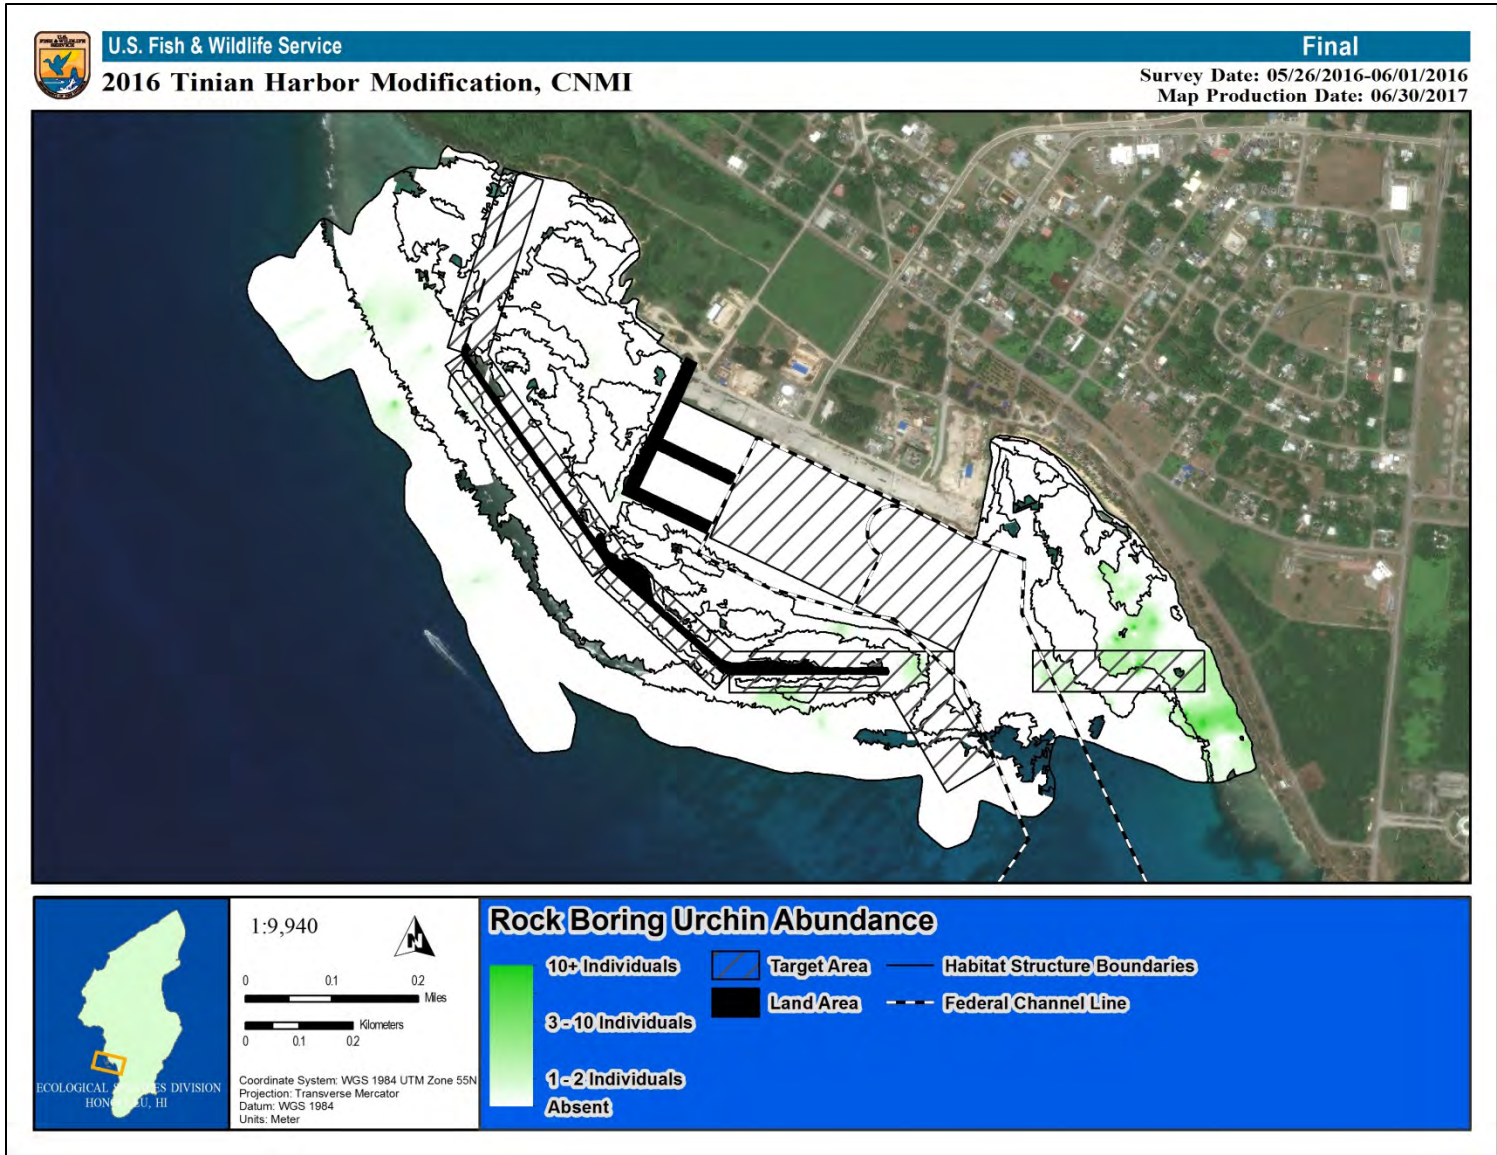 U.S.
FISH & WILDLIFE
SERVICE
U.S. Fish & Wildlife Service
Final
2016 Tinian Harbor Modification, CNMI
Survey Date: 05/26/2016-06/01/2016
Map Production Date: 06/30/2017
ECOLOGICAL DIVISION
HI
1:9,940
N
0 0.1 0.2
Miles
Kilometers
0 0.1 0.2
Coordinate System: WGS 1984 UTM Zone 55N
Projection: Transverse Mercator
Datum: WGS 1984
Units: Meter
Rock Boring Urchin Abundance
10+ Individuals
3 - 10 Individuals
1 - 2 Individuals
Absent
Target Area
Land Area
Habitat Structure Boundaries
Federal Channel Line